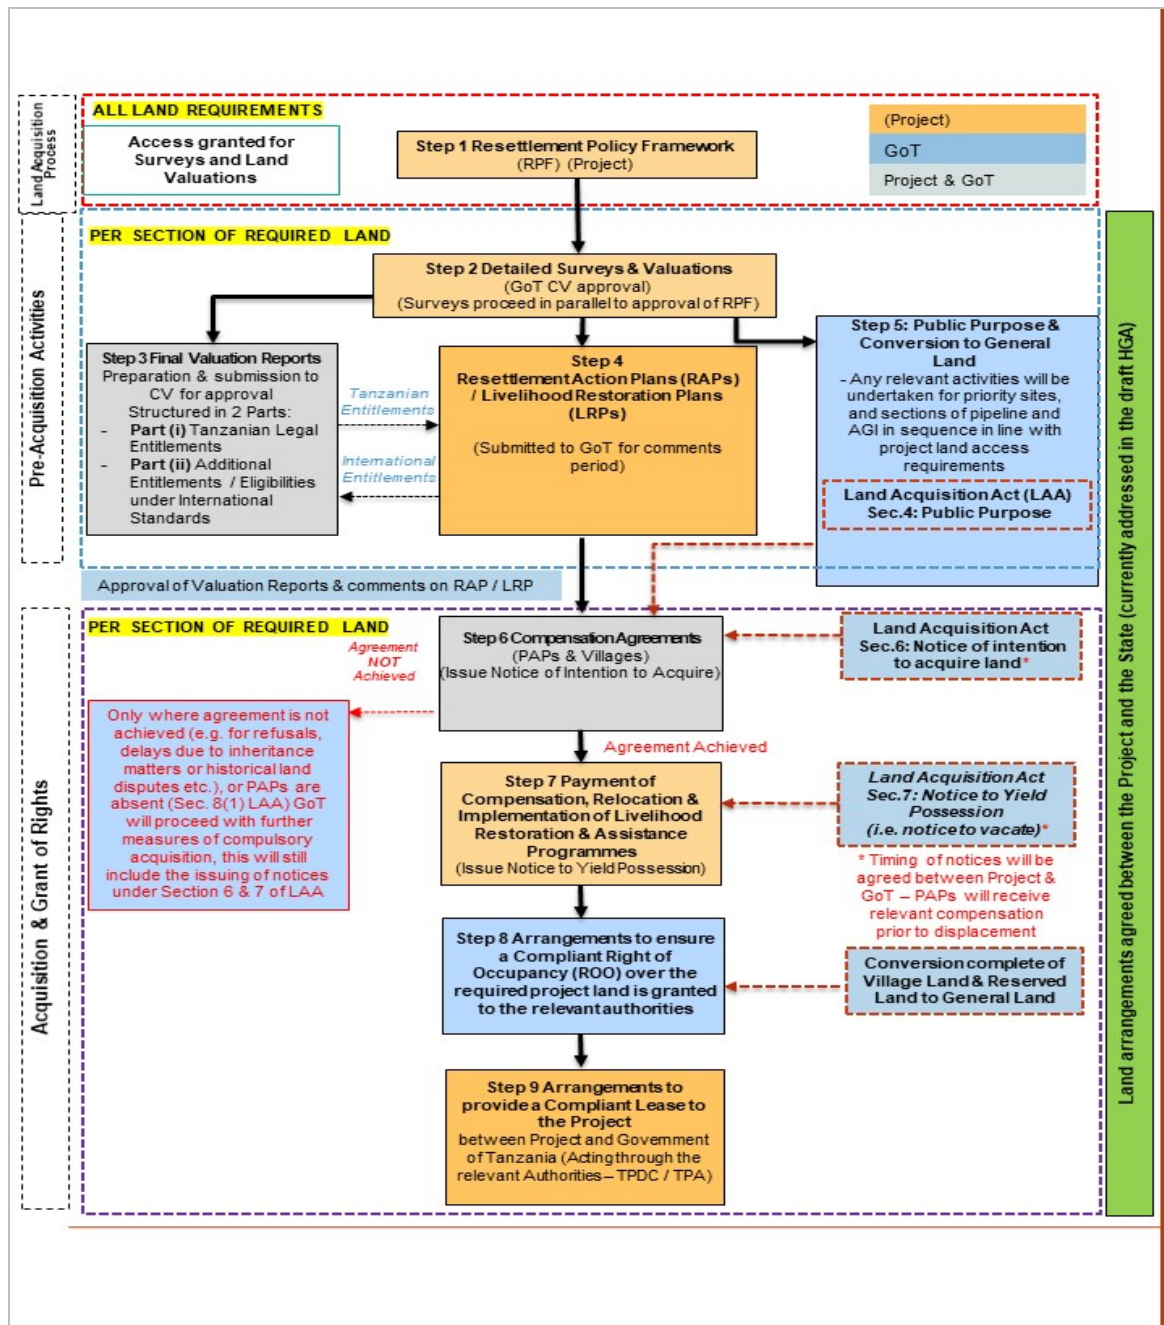 Land Acquisition
Process
ALL LAND REQUIREMENTS
Access granted for
Surveys and Land
Valuations
Step 1 Resettlement Policy Framework
(RPF) (Project)
(Project)
GoT
Project & GoT
Pre-Acquisition Activities
PER SECTION OF REQUIRED LAND
Step 2 Detailed Surveys & Valuations
(GoT CV approval)
(Surveys proceed in parallel to approval of RPF)
Step 3 Final Valuation Reports
Preparation & submission to
CV for approval
Structured in 2 Parts:
- Part (i) Tanzanian Legal
Entitlements
- Part (ii) Additional
Entitlements / Eligibilities
under International
Standards
Tanzanian
Entitlements
International
Entitlements
Step 4
Resettlement Action Plans (RAPs)
/ Livelihood Restoration Plans
(LRPs)
(Submitted to GoT for comments
period)
Step 5: Public Purpose &
Conversion to General
Land
- Any relevant activities will be
undertaken for priority sites,
and sections of pipeline and
AGI in sequence in line with
project land access
requirements
Land Acquisition Act (LAA)
Sec.4: Public Purpose
Approval of Valuation Reports & comments on RAP / LRP
Acquisition & Grant of Rights
PER SECTION OF REQUIRED LAND
Agreement
NOT
Achieved
Step 6 Compensation Agreements
(PAPs & Villages)
(Issue Notice of Intention to Acquire)
Land Acquisition Act
Sec.6: Notice of intention
to acquire land*
Only where agreement is not
achieved (e.g. for refusals,
delays due to inheritance
matters or historical land
disputes etc.), or PAPs are
absent (Sec. 8(1) LAA) GoT
will proceed with further
measures of compulsory
acquisition, this will still
include the issuing of notices
under Section 6 & 7 of LAA
Agreement Achieved
Step 7 Payment of
Compensation, Relocation &
Implementation of Livelihood
Restoration & Assistance
Programmes
(Issue Notice to Yield Possession)
Land Acquisition Act
Sec.7: Notice to Yield
Possession
(i.e. notice to vacate)*
* Timing of notices will be
agreed between Project &
GoT – PAPs will receive
relevant compensation
prior to displacement
Step 8 Arrangements to ensure
a Compliant Right of
Occupancy (ROO) over the
required project land is granted
to the relevant authorities
Conversion complete of
Village Land & Reserved
Land to General Land
Step 9 Arrangements to
provide a Compliant Lease to
the Project
between Project and Government
of Tanzania (Acting through the
relevant Authorities – TPDC / TPA)
Land arrangements agreed between the Project and the State (currently addressed in the draft HGA)